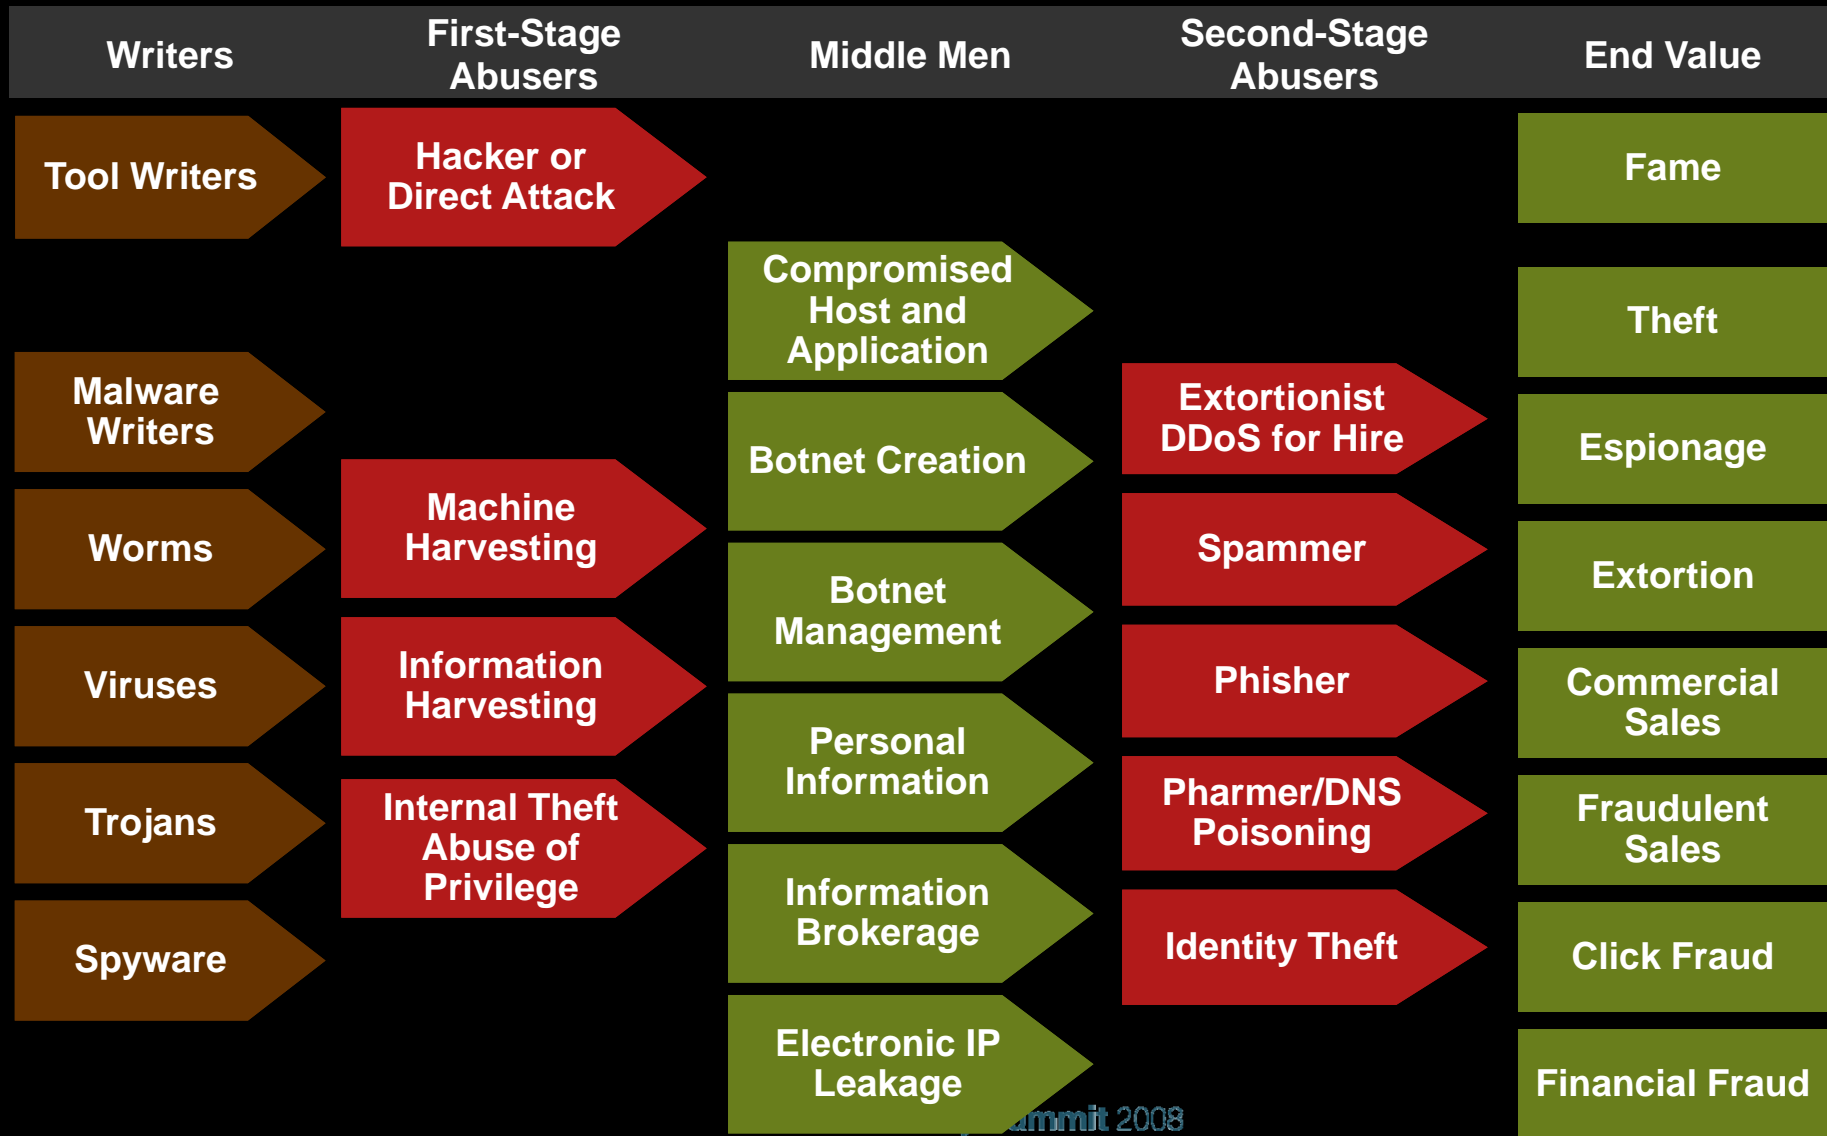 Writers
First-Stage
Abusers
Middle Men
Second-Stage
Abusers
End Value
Tool Writers
Malware
Writers
Worms
Viruses
Trojans
Spyware
Hacker or
Direct Attack
Machine
Harvesting
Information
Harvesting
Internal Theft
Abuse of
Privilege
Compromised
Host and
Application
Botnet Creation
Botnet
Management
Personal
Information
Information
Brokerage
Electronic IP
Leakage
Extortionist
DDoS for Hire
Spammer
Phisher
Pharmer/DNS
Poisoning
Identity Theft
Fame
Theft
Espionage
Extortion
Commercial
Sales
Fraudulent
Sales
Click Fraud
Financial Fraud
2008